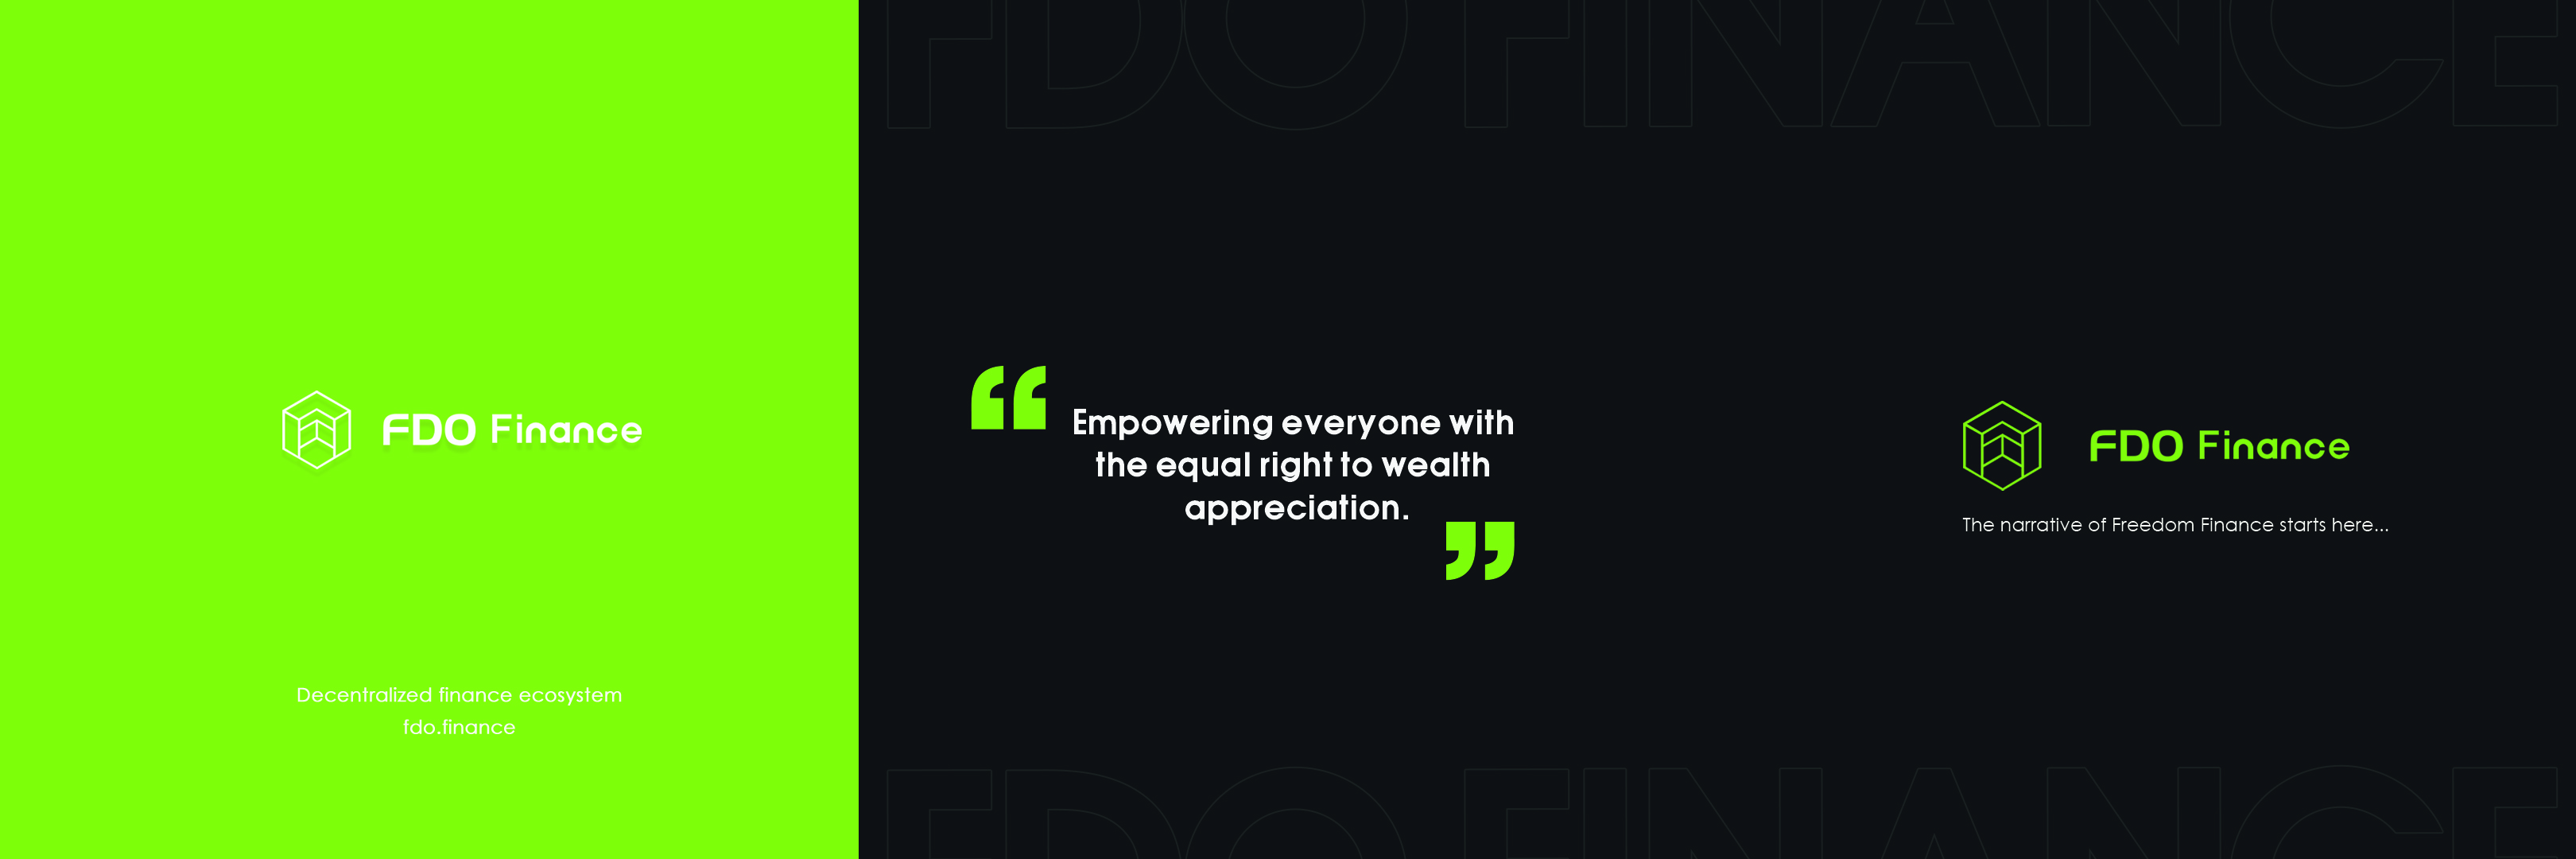 FDO FINANCE
FDO Finance
Decentralized finance ecosystem
fdo.finance
“Empowering everyone with
the equal right to wealth
appreciation.”
FDO Finance
The narrative of Freedom Finance starts here...
FDO FINANCE